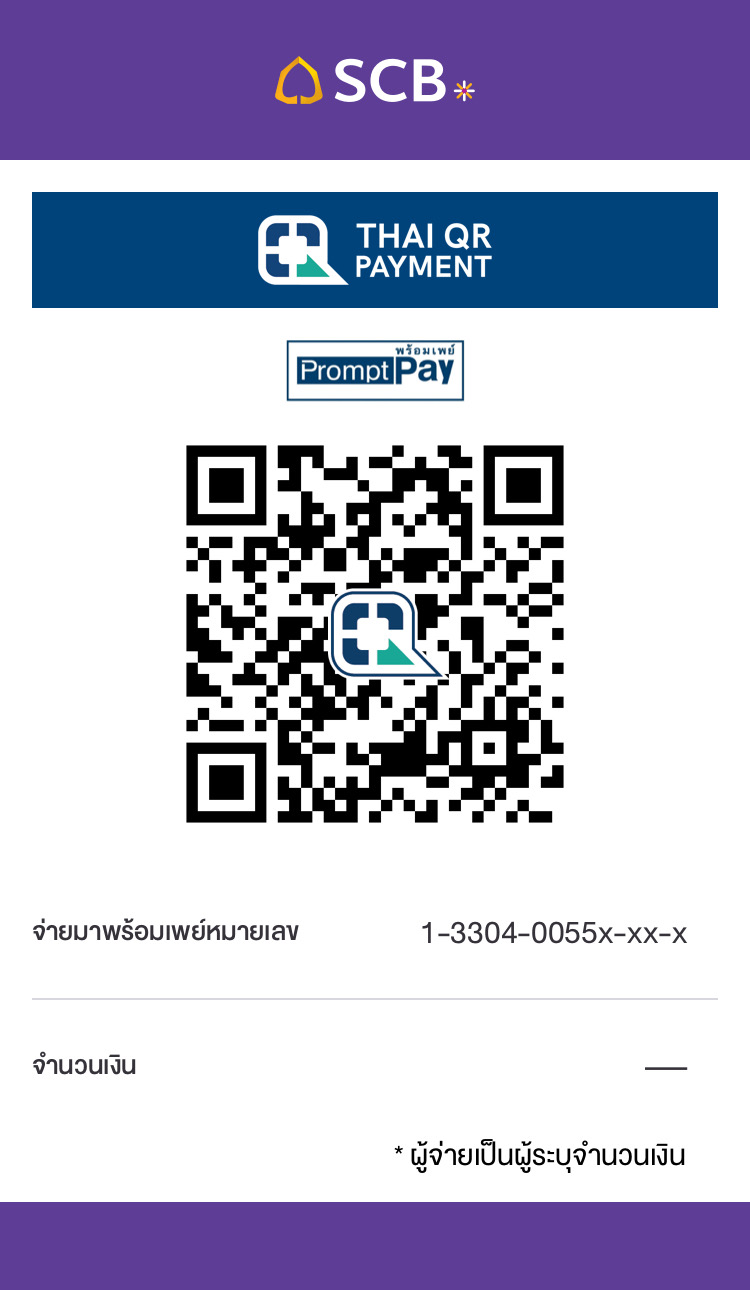 SCB
THAI QR
PAYMENT
พร้อมเพย์
PromptPay
จ่ายมาพร้อมเพย์หมายเลข 1-3304-0055x-xx-x
จำนวนเงิน —
* ผู้จ่ายเป็นผู้ระบุจำนวนเงิน